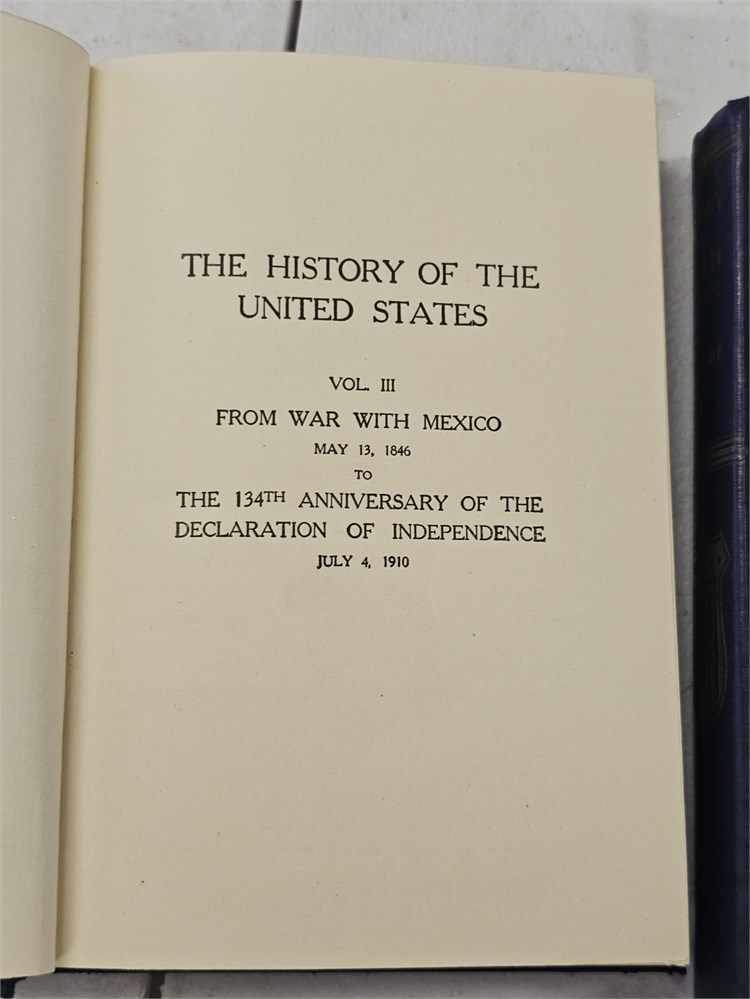 THE HISTORY OF THE
UNITED STATES
VOL. III
FROM WAR WITH MEXICO
MAY 13, 1846
TO
THE 134TH ANNIVERSARY OF THE
DECLARATION OF INDEPENDENCE
JULY 4, 1910